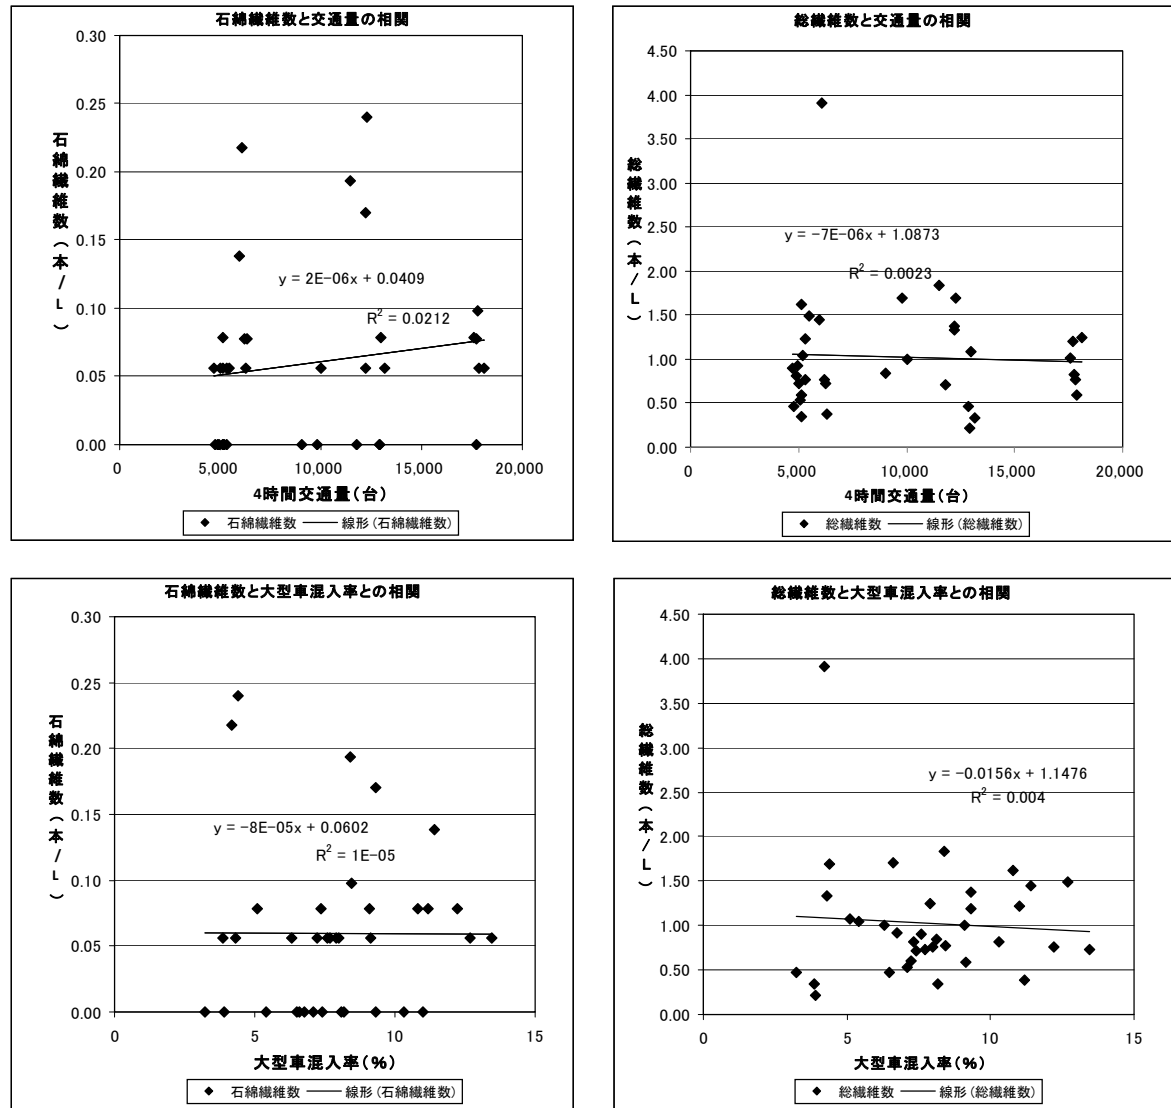 石綿繊維数と交通量の相関
0.30
0.25
0.20
0.15
0.10
0.05
0.00
石綿繊維数(本/L)
y = 2E-06x + 0.0409
R² = 0.0212
0
5,000
10,000
15,000
20,000
4時間交通量(台)
石綿繊維数
線形 (石綿繊維数)
総繊維数と交通量の相関
4.50
4.00
3.50
3.00
2.50
2.00
1.50
1.00
0.50
0.00
総繊維数(本/L)
y = -7E-06x + 1.0873
R² = 0.0023
0
5,000
10,000
15,000
20,000
4時間交通量(台)
総繊維数
線形 (総繊維数)
石綿繊維数と大型車混入率との相関
0.30
0.25
0.20
0.15
0.10
0.05
0.00
石綿繊維数(本/L)
y = -8E-05x + 0.0602
R² = 1E-05
0
5
10
15
大型車混入率(%)
石綿繊維数
線形 (石綿繊維数)
総繊維数と大型車混入率との相関
4.50
4.00
3.50
3.00
2.50
2.00
1.50
1.00
0.50
0.00
総繊維数(本/L)
y = -0.0156x + 1.1476
R² = 0.004
0
5
10
15
大型車混入率(%)
総繊維数
線形 (総繊維数)